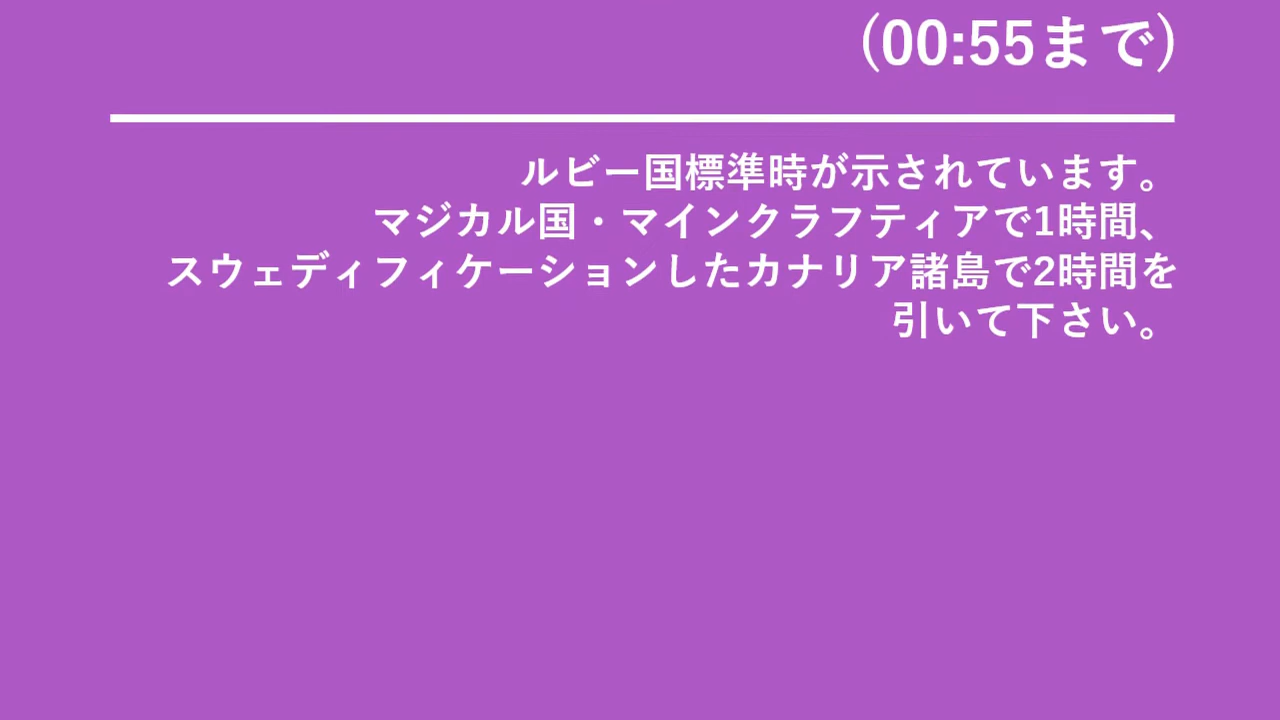 (00:55まで)
ルビー国標準時が示されています。
マジカル国・マインクラフティアで1時間、
スウェディフィケーションしたカナリア諸島で2時間を
引いて下さい。